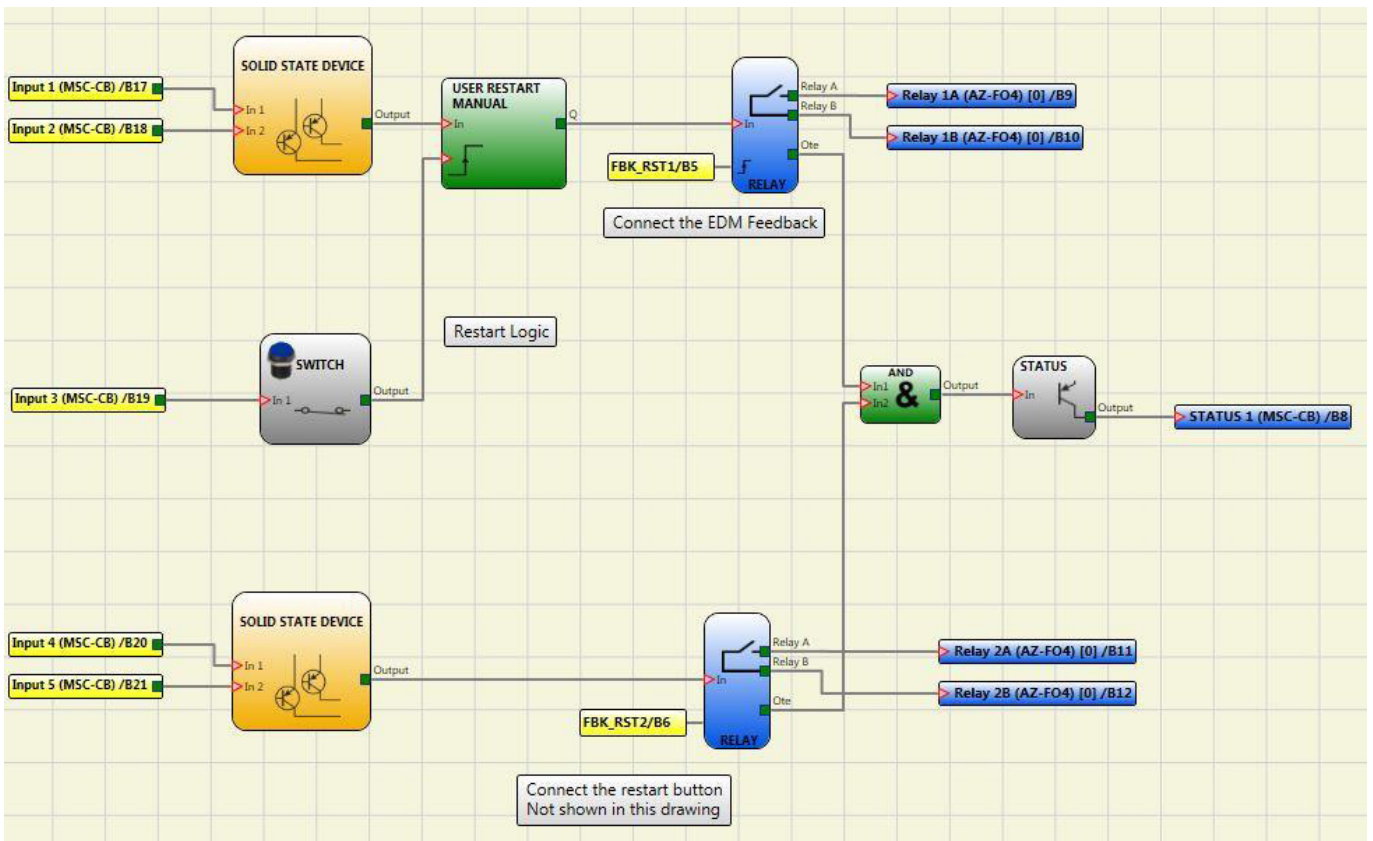 SOLID STATE DEVICE
Input 1 (MSC-CB) /B17
Input 2 (MSC-CB) /B18
In 1
In 2
Output
USER RESTART
MANUAL
In
Q
Relay A
Relay B
In
Ote
RELAY
Relay 1A (AZ-FO4) [0] /B9
Relay 1B (AZ-FO4) [0] /B10
FBK_RST1/B5
Connect the EDM Feedback
Restart Logic
SWITCH
Input 3 (MSC-CB) /B19
In 1
Output
AND
In1
In2
&
Output
STATUS
In
Output
STATUS 1 (MSC-CB) /B8
SOLID STATE DEVICE
Input 4 (MSC-CB) /B20
Input 5 (MSC-CB) /B21
In 1
In 2
Output
Relay A
Relay B
In
Ote
RELAY
Relay 2A (AZ-FO4) [0] /B11
Relay 2B (AZ-FO4) [0] /B12
FBK_RST2/B6
Connect the restart button
Not shown in this drawing